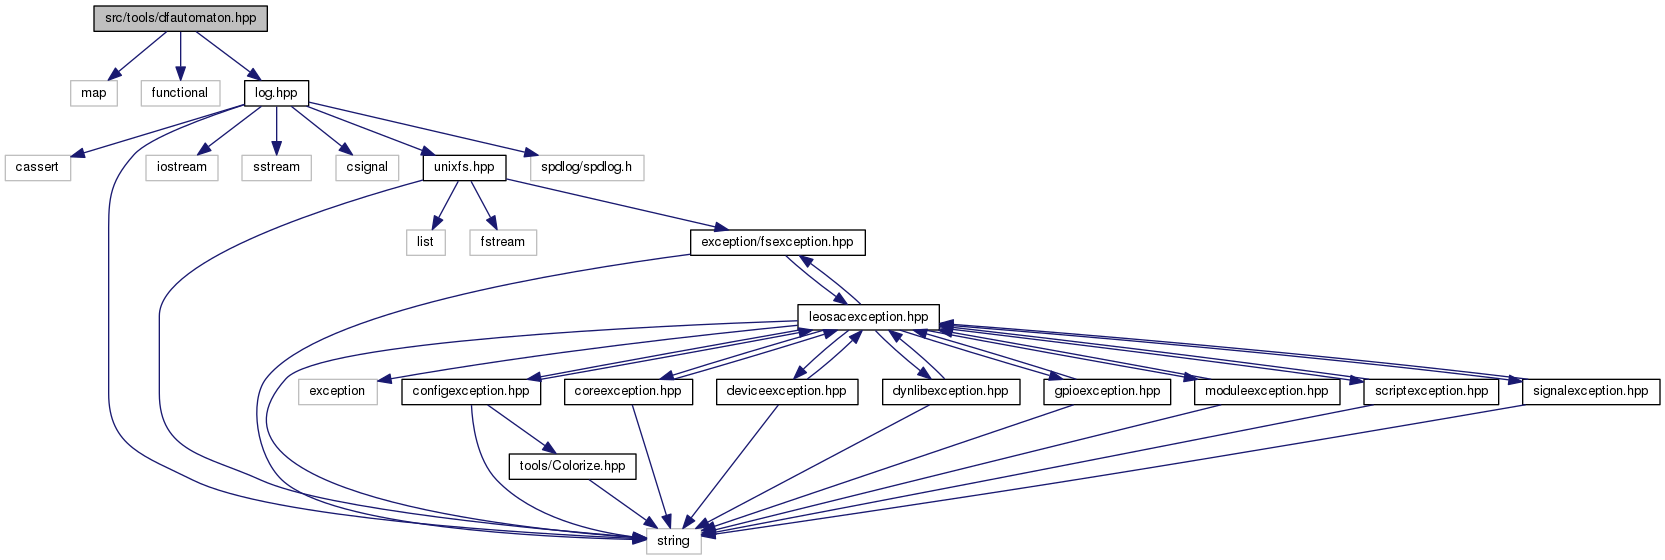 src/tools/dfautomaton.hpp
map
functional
log.hpp
cassert
iostream
sstream
csignal
unixfs.hpp
spdlog/spdlog.h
list
fstream
exception/fsexception.hpp
leosacexception.hpp
exception
configexception.hpp
coreexception.hpp
deviceexception.hpp
dynlibexception.hpp
gpioexception.hpp
moduleexception.hpp
scriptexception.hpp
signalexception.hpp
tools/Colorize.hpp
string